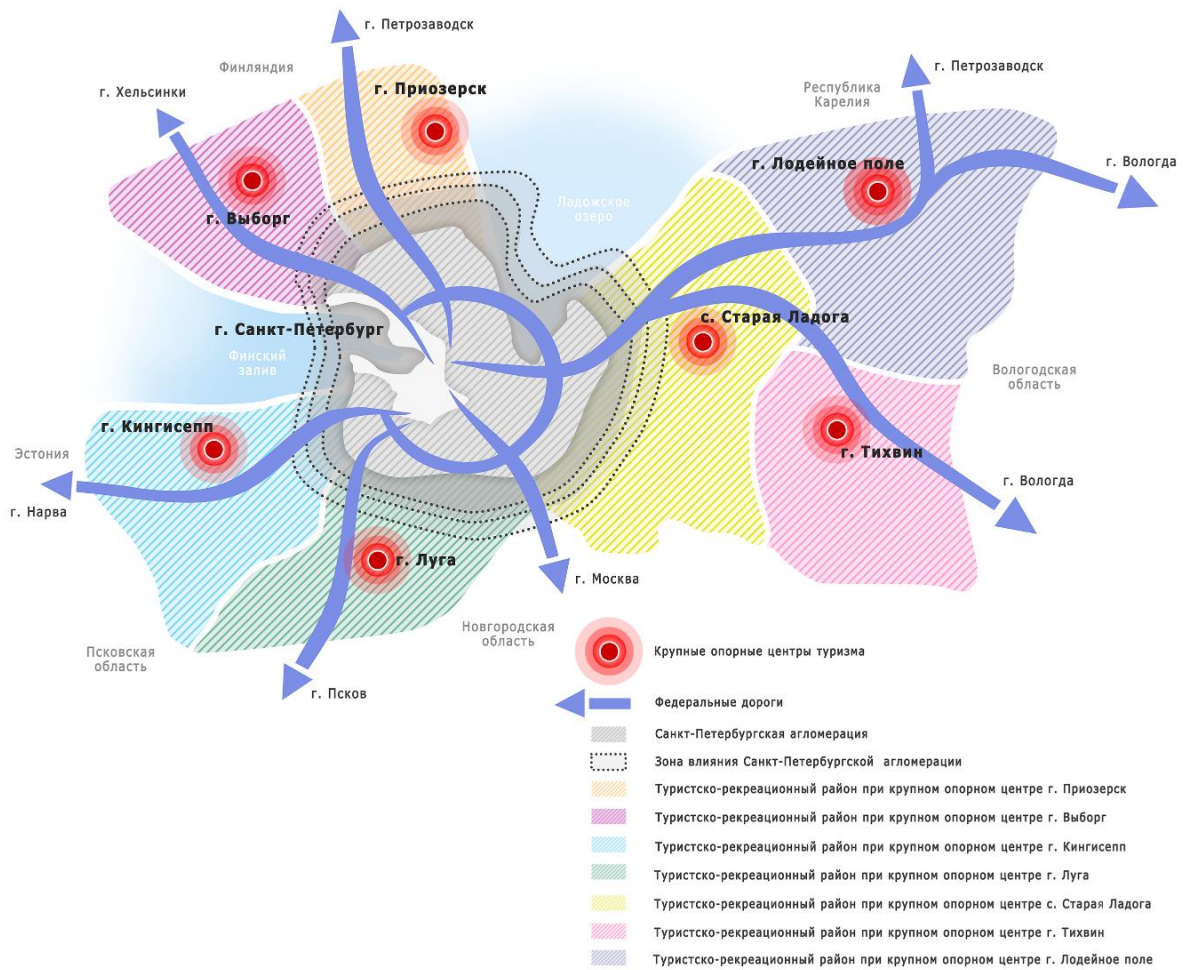 г. Петрозаводск
Финляндия
г. Петрозаводск
г. Хельсинки
г. Приозерск
Республика
Карелия
г. Вологда
г. Лодейное поле
г. Выборг
Ладожское
озеро
г. Санкт-Петербург
с. Старая Ладога
Финский
залив
Вологодская
область
г. Кингисепп
Эстония
г. Тихвин
г. Вологда
г. Нарва
г. Луга
г. Москва
Новгородская
область
Псковская
область
г. Псков
Крупные опорные центры туризма
Федеральные дороги
Санкт-Петербургская агломерация
Зона влияния Санкт-Петербургской агломерации
Туристско-рекреационный район при крупном опорном центре г. Приозерск
Туристско-рекреационный район при крупном опорном центре г. Выборг
Туристско-рекреационный район при крупном опорном центре г. Кингисепп
Туристско-рекреационный район при крупном опорном центре г. Луга
Туристско-рекреационный район при крупном опорном центре с. Старая Ладога
Туристско-рекреационный район при крупном опорном центре г. Тихвин
Туристско-рекреационный район при крупном опорном центре г. Лодейное поле